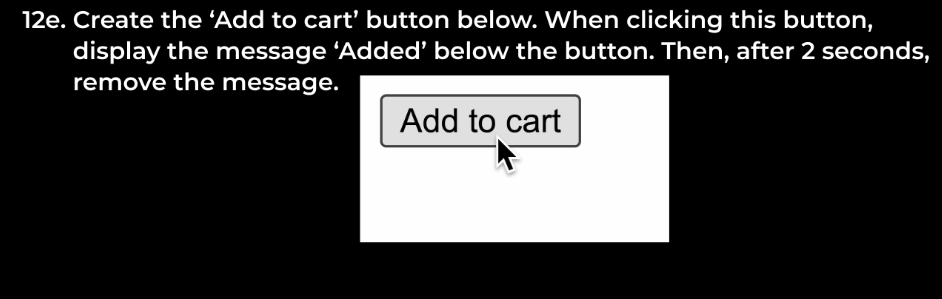 12e. Create the ‘Add to cart’ button below. When clicking this button,
display the message ‘Added’ below the button. Then, after 2 seconds,
remove the message.
Add to cart